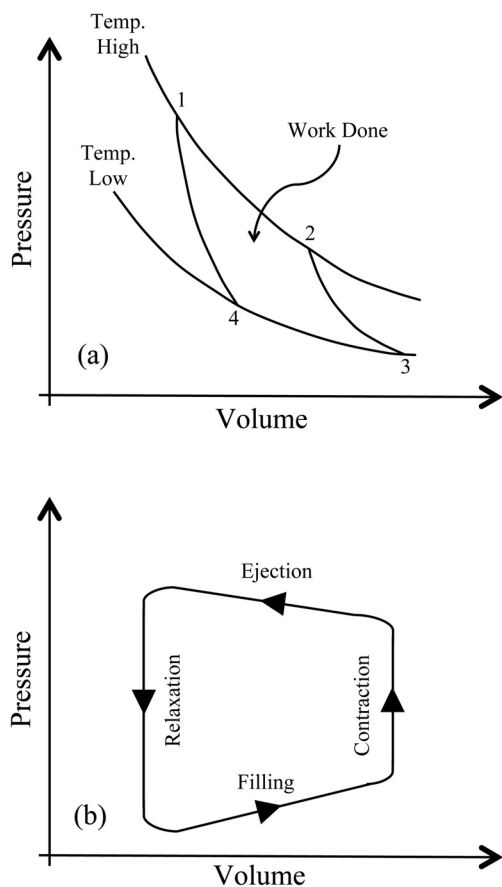 Temp.
High
1
Work Done
Temp.
Low
2
4
3
(a)
Pressure
Volume
Ejection
Relaxation
Contraction
Filling
(b)
Pressure
Volume